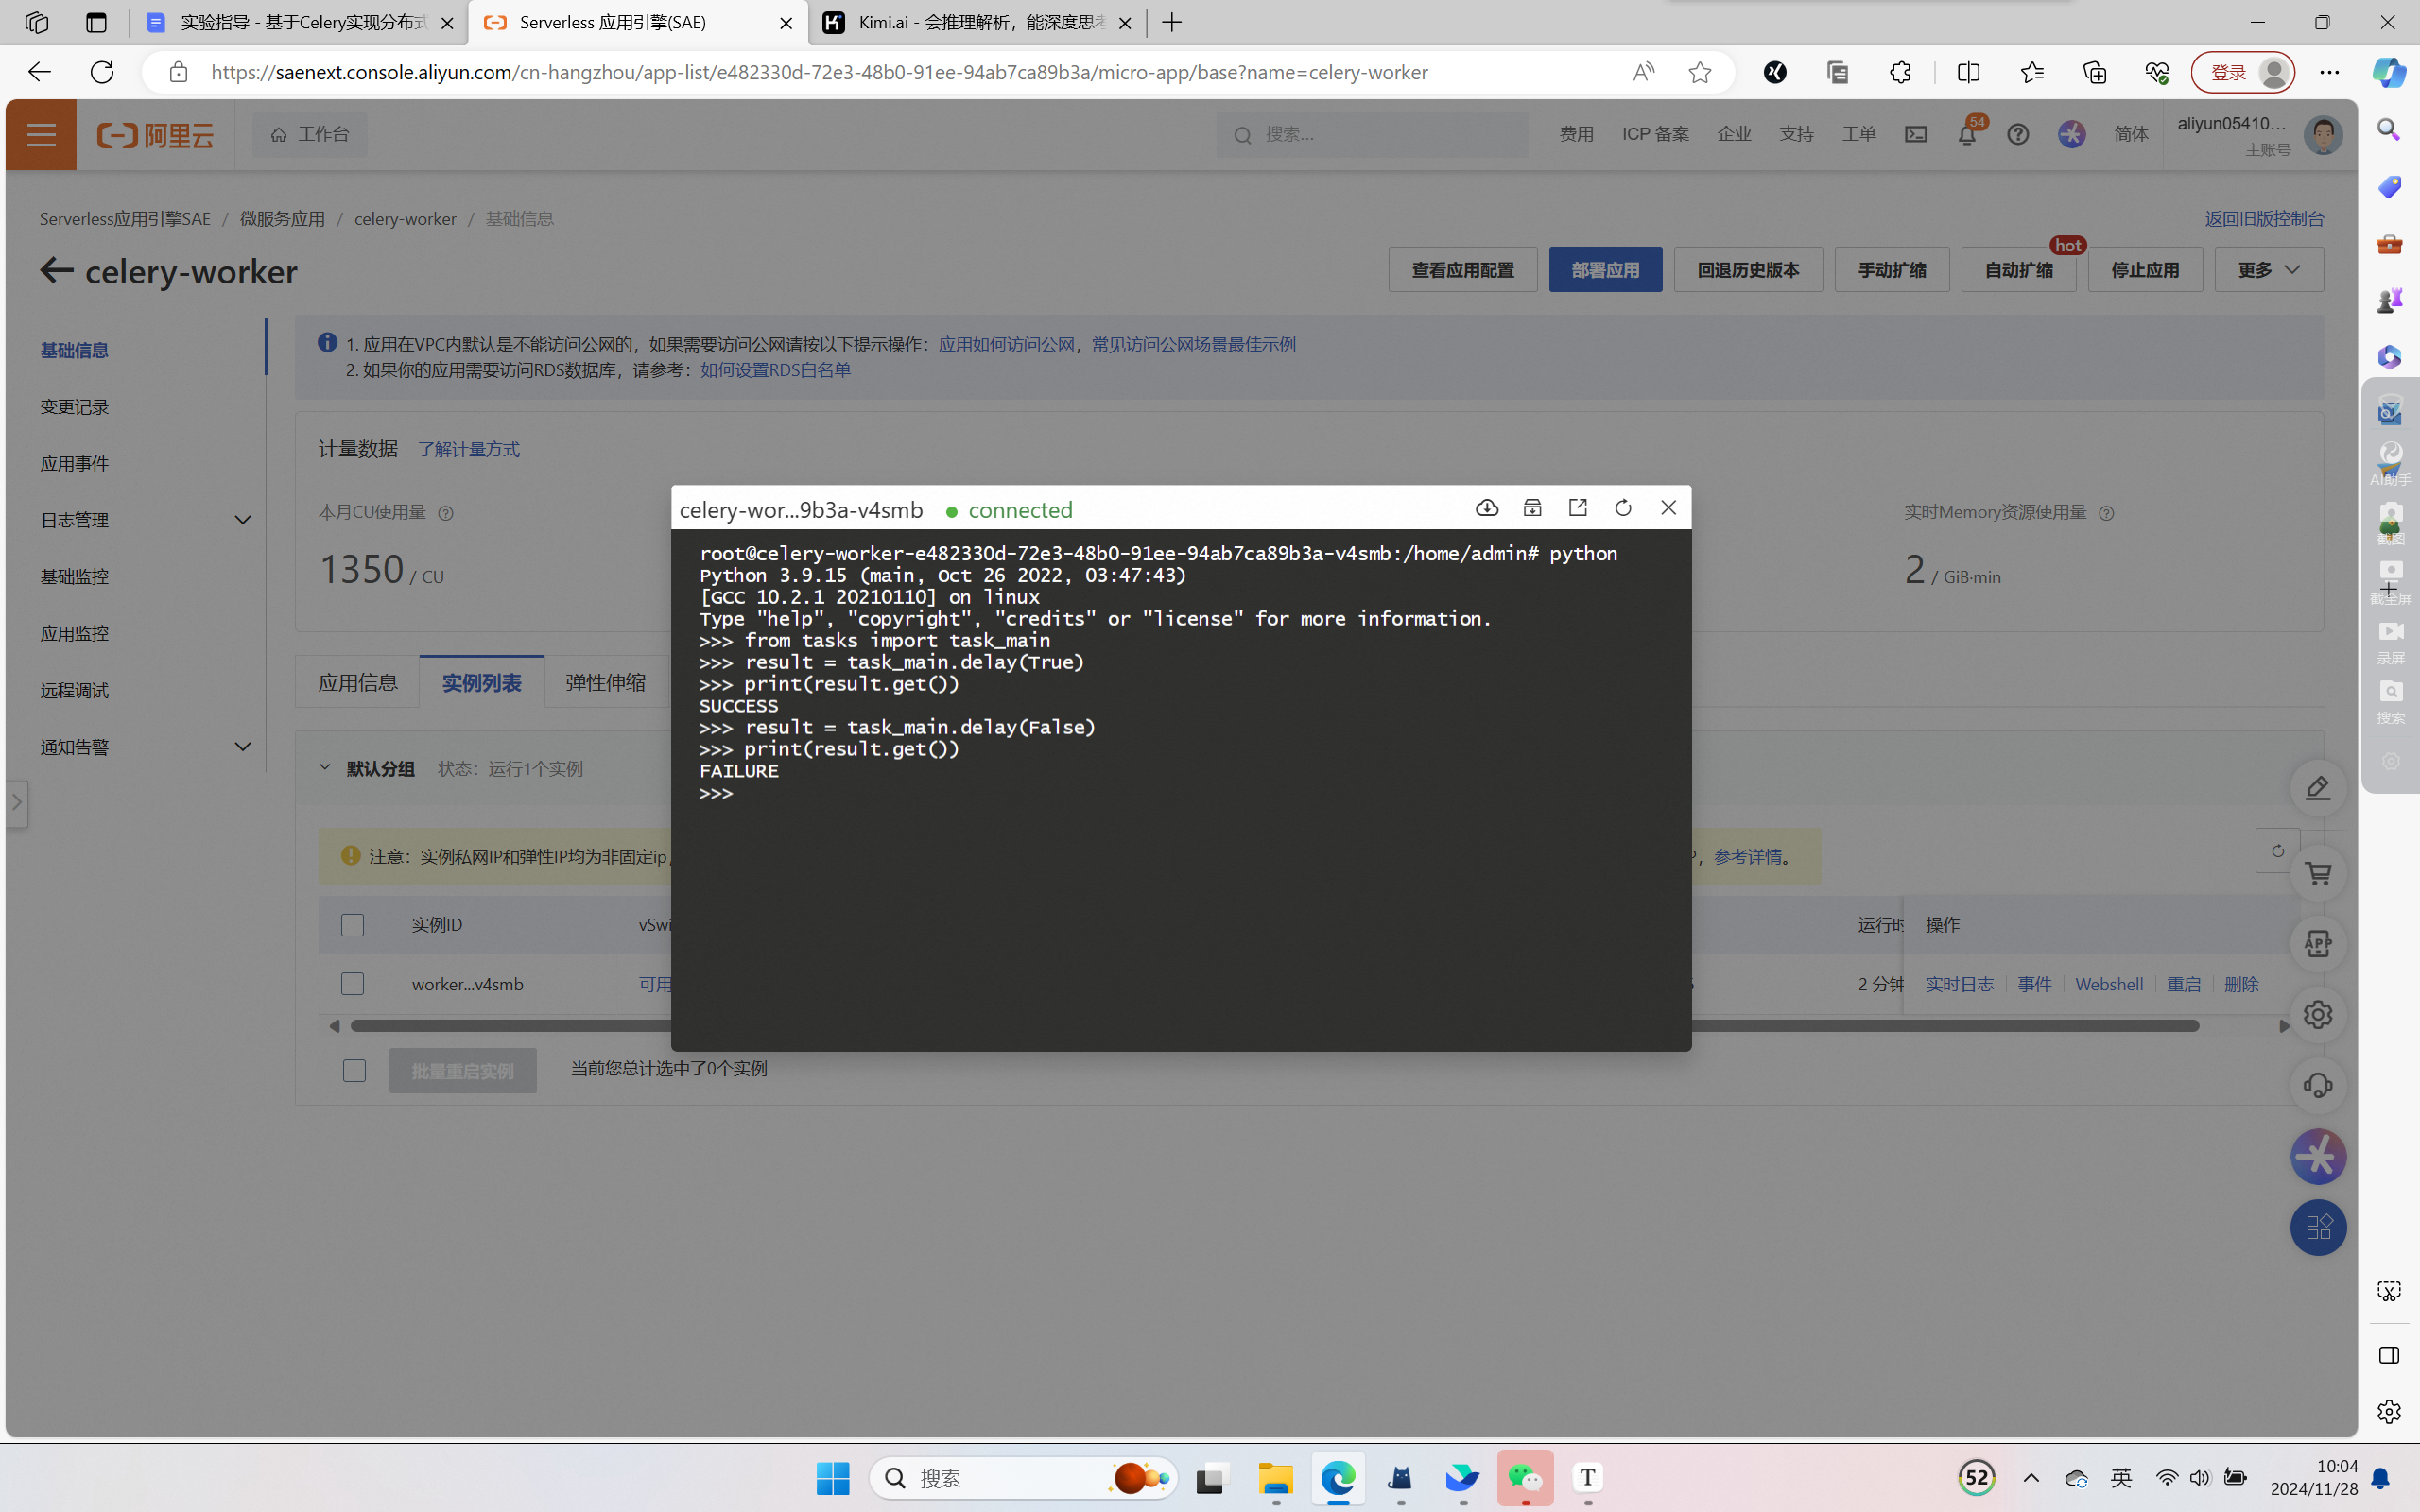 实验指导 - 基于Celery实现分布式
Serverless 应用引擎(SAE)
Kimi.ai - 会推理解析，能深度思考
https://saenext.console.aliyun.com/cn-hangzhou/app-list/e482330d-72e3-48b0-91ee-94ab7ca89b3a/micro-app/base?name=celery-worker
登录
阿里云
工作台
搜索...
费用
ICP 备案
企业
支持
工单
54
简体
aliyun05410...
主账号
Serverless应用引擎SAE / 微服务应用 / celery-worker / 基础信息
返回旧版控制台
celery-worker
查看应用配置
部署应用
回退历史版本
手动扩缩
自动扩缩
hot
停止应用
更多
基础信息
变更记录
应用事件
日志管理
基础监控
应用监控
远程调试
通知告警
1. 应用在VPC内默认是不能访问公网的，如果需要访问公网请按以下提示操作：应用如何访问公网，常见访问公网场景最佳示例
2. 如果你的应用需要访问RDS数据库，请参考：如何设置RDS白名单
计量数据 了解计量方式
本月CU使用量
1350 / CU
实时Memory资源使用量
2 / GiB·min
应用信息
实例列表
弹性伸缩
默认分组 状态：运行1个实例
注意：实例私网IP和弹性IP均为非固定ip，
参考详情。
实例ID
vSwi
运行时
操作
worker...v4smb
可用
2 分钟
实时日志 事件 Webshell 重启 删除
批量重启实例
当前您总计选中了0个实例
celery-wor...9b3a-v4smb
connected
root@celery-worker-e482330d-72e3-48b0-91ee-94ab7ca89b3a-v4smb:/home/admin# python
Python 3.9.15 (main, Oct 26 2022, 03:47:43)
[GCC 10.2.1 20210110] on linux
Type "help", "copyright", "credits" or "license" for more information.
>>> from tasks import task_main
>>> result = task_main.delay(True)
>>> print(result.get())
SUCCESS
>>> result = task_main.delay(False)
>>> print(result.get())
FAILURE
>>>
AI助手
截图
截全屏
录屏
搜索
APP
搜索
T
52
英
10:04
2024/11/28